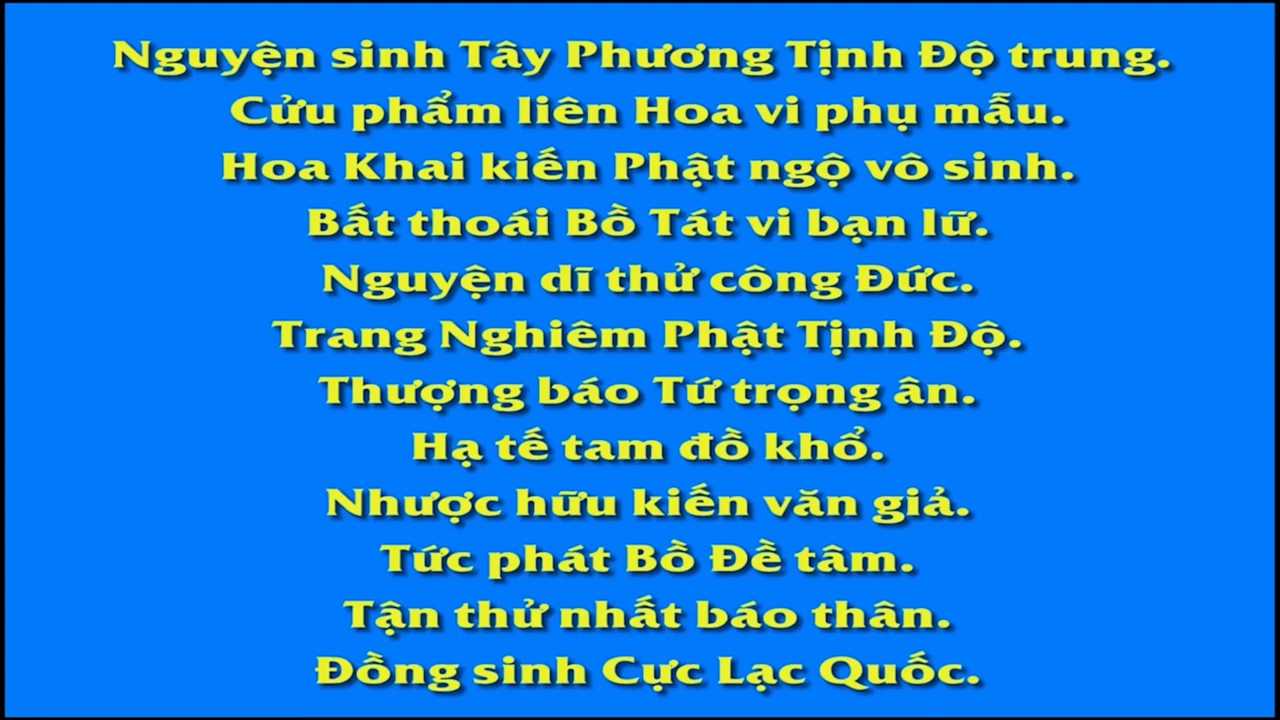 Nguyện sinh Tây Phương Tịnh Độ trung.
Cửu phẩm liên Hoa vi phụ mẫu.
Hoa Khai kiến Phật ngộ vô sinh.
Bất thoái Bồ Tát vi bạn lữ.
Nguyện dĩ thử công Đức.
Trang Nghiêm Phật Tịnh Độ.
Thượng báo Tứ trọng ân.
Hạ tế tam đồ khổ.
Nhược hữu kiến văn giả.
Tức phát Bồ Đề tâm.
Tận thử nhất báo thân.
Đồng sinh Cực Lạc Quốc.